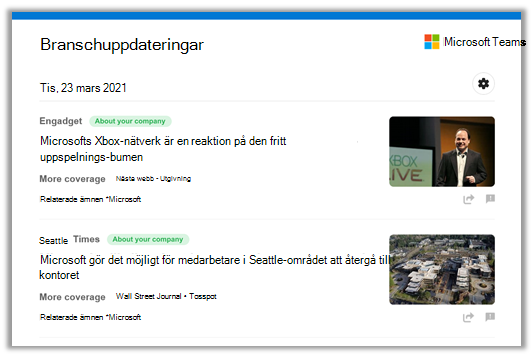 Branschuppdateringar
Microsoft Teams
Tis, 23 mars 2021
Engadget About your company
Microsofts Xbox-nätverk är en reaktion på den fritt
uppspelnings-bumen
More coverage Nästa webb - Utgivning
Relaterade ämnen *Microsoft
XBOX
LIVE
Seattle Times About your company
Microsoft gör det möjligt för medarbetare i Seattle-området att återgå till
kontoret
More coverage Wall Street Journal • Tosspot
Relaterade ämnen *Microsoft